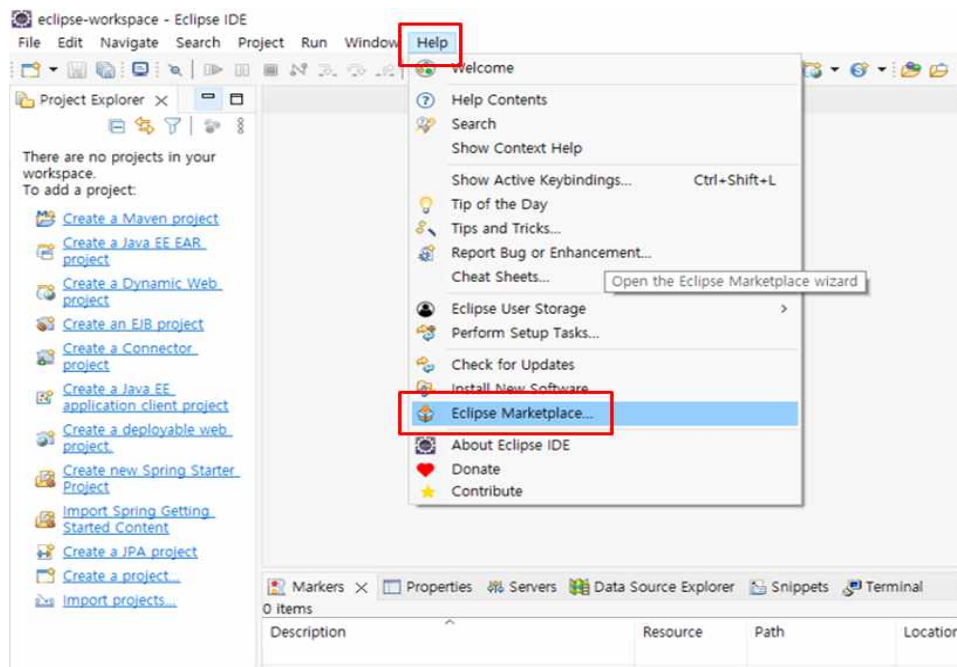 eclipse-workspace - Eclipse IDE
File Edit Navigate Search Project Run Window Help
Project Explorer
There are no projects in your
workspace.
To add a project:
Create a Maven project
Create a Java EE EAR
project
Create a Dynamic Web
project
Create an EJB project
Create a Connector
project
Create a Java EE
application client project
Create a deployable web
project.
Create new Spring Starter
Project
Import Spring Getting
Started Content
Create a JPA project
Create a project...
Import projects...
Welcome
Help Contents
Search
Show Context Help
Show Active Keybindings... Ctrl+Shift+L
Tip of the Day
Tips and Tricks...
Report Bug or Enhancement...
Cheat Sheets...
Open the Eclipse Marketplace wizard
Eclipse User Storage
Perform Setup Tasks...
Check for Updates
Install New Software...
Eclipse Marketplace...
About Eclipse IDE
Donate
Contribute
Markers Properties Servers Data Source Explorer Snippets Terminal
0 items
Description Resource Path Location